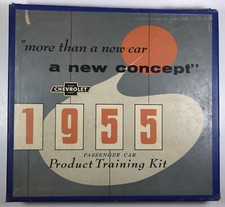 "more than a new car
a new concept"
CHEVROLET
1955
PASSENGER CAR
Product Training Kit